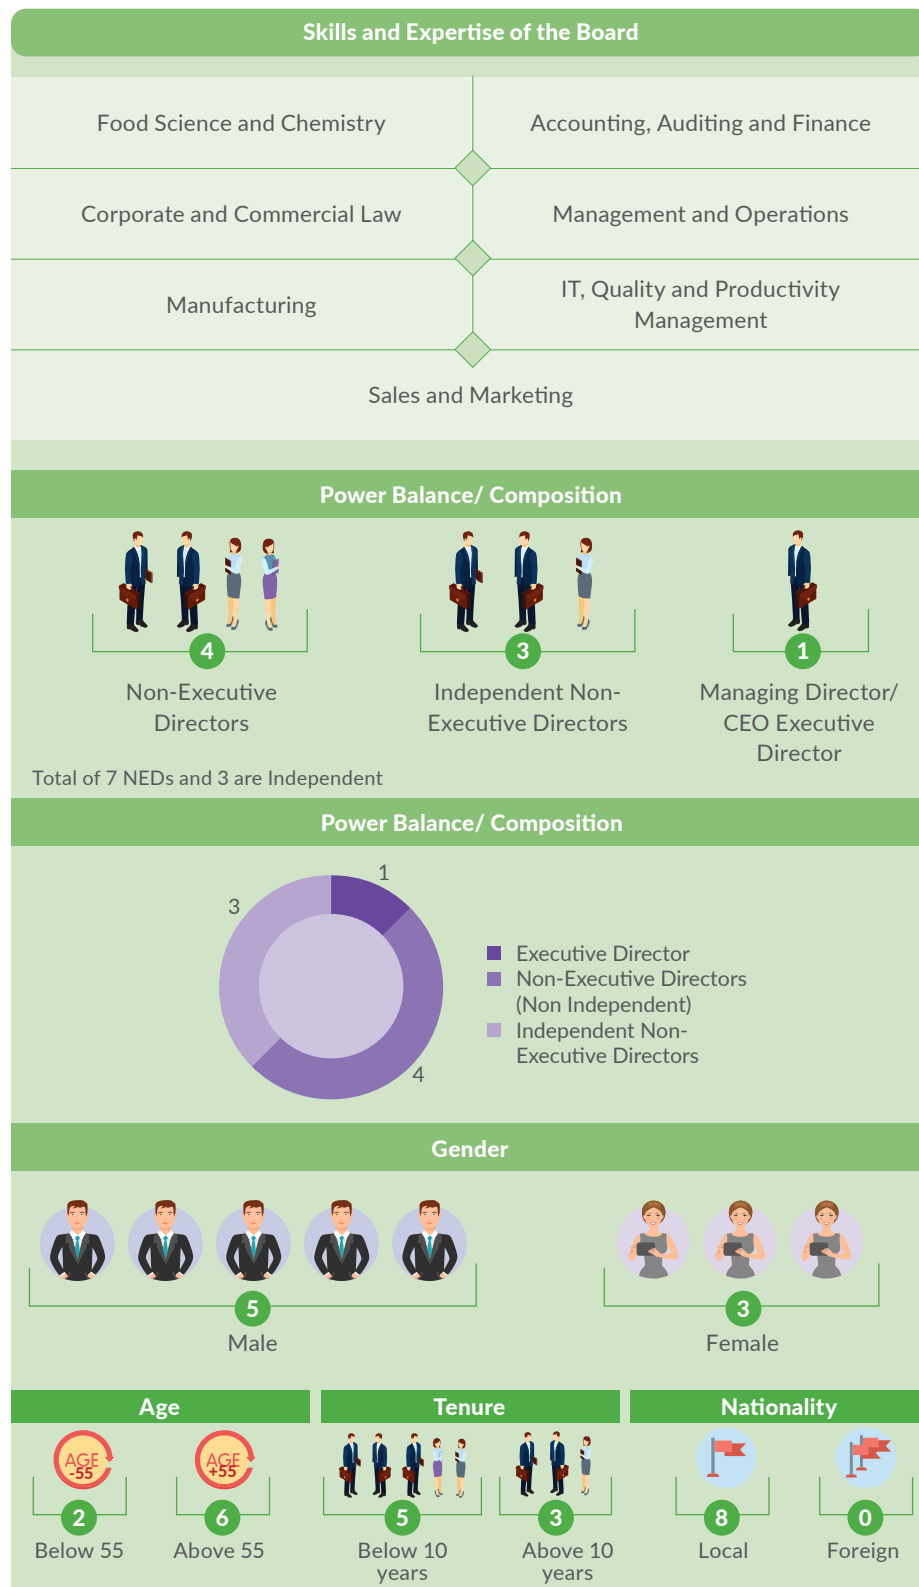 Skills and Expertise of the Board
Food Science and Chemistry
Accounting, Auditing and Finance
Corporate and Commercial Law
Management and Operations
Manufacturing
IT, Quality and Productivity
Management
Sales and Marketing
Power Balance/ Composition
4
Non-Executive
Directors
3
Independent Non-
Executive Directors
1
Managing Director/
CEO Executive
Director
Total of 7 NEDs and 3 are Independent
Power Balance/ Composition
1
3
4
Executive Director
Non-Executive Directors
(Non Independent)
Independent Non-
Executive Directors
Gender
5
Male
3
Female
Age
AGE
-55
2
Below 55
AGE
+55
6
Above 55
Tenure
5
Below 10
years
3
Above 10
years
Nationality
8
Local
0
Foreign